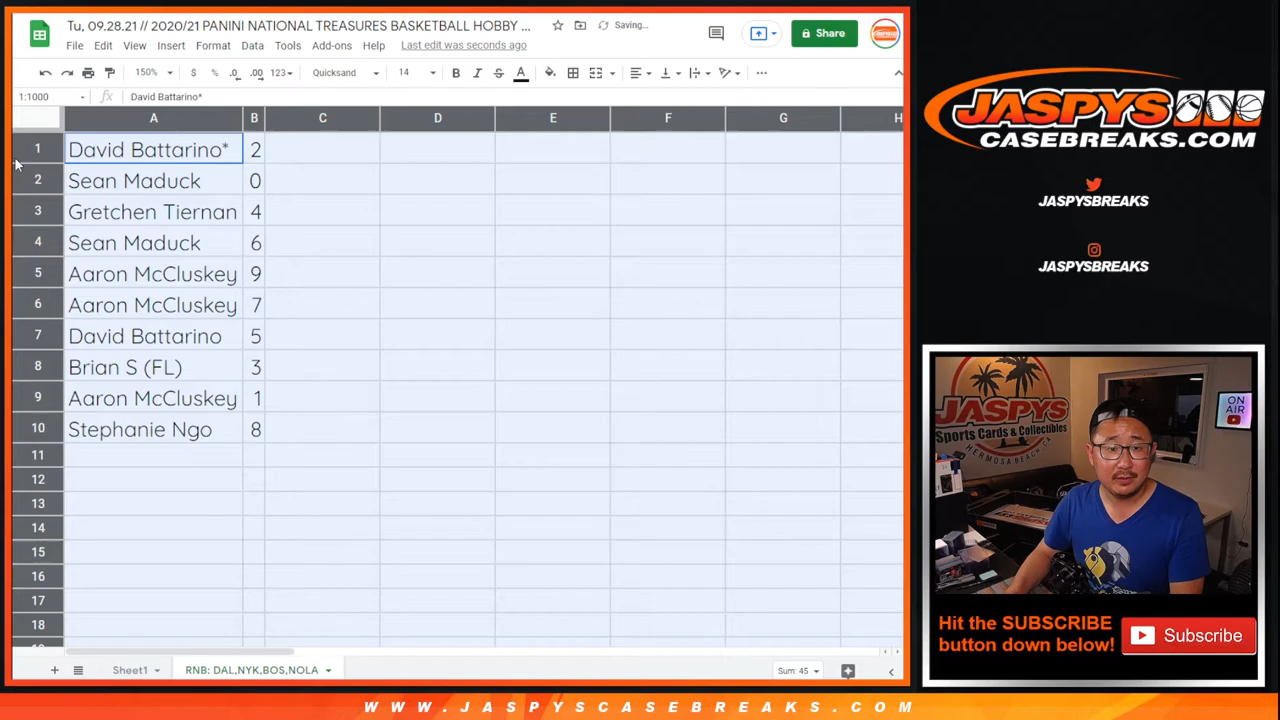 Tu, 09.28.21 // 2020/21 PANINI NATIONAL TREASURES BASKETBALL HOBBY ...
Saving...
Share
File Edit View Insert Format Data Tools Add-ons Help Last edit was seconds ago
150% $ % .0 .00 123 Quicksand 14 B I S A
1:1000 fx David Battarino*
A B C D E F G H
1 David Battarino* 2
2 Sean Maduck 0
3 Gretchen Tiernan 4
4 Sean Maduck 6
5 Aaron McCluskey 9
6 Aaron McCluskey 7
7 David Battarino 5
8 Brian S (FL) 3
9 Aaron McCluskey 1
10 Stephanie Ngo 8
11
12
13
14
15
16
17
18
Sheet1 RNB: DAL,NYK,BOS,NOLA Sum: 45
JASPYS
CASEBREAKS.COM
JASPYSBREAKS
JASPYSBREAKS
JASPYS
Sports Cards & Collectibles
HERMOSA BEACH, CA
ON AIR
Hit the SUBSCRIBE
button down below!
Subscribe
WWW.JASPYSCASEBREAKS.COM